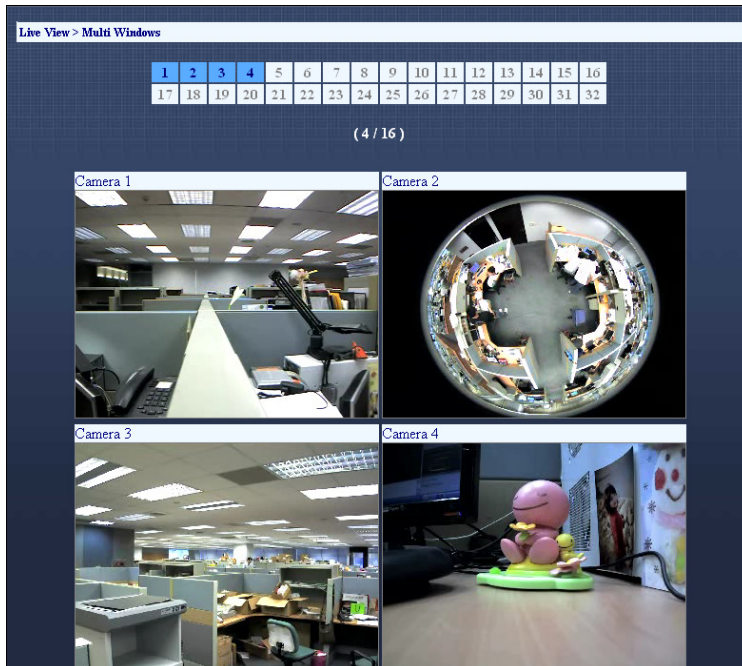 Live View > Multi Windows
1 2 3 4 5 6 7 8 9 10 11 12 13 14 15 16
17 18 19 20 21 22 23 24 25 26 27 28 29 30 31 32
( 4 / 16 )
Camera 1
Camera 2
Camera 3
Camera 4